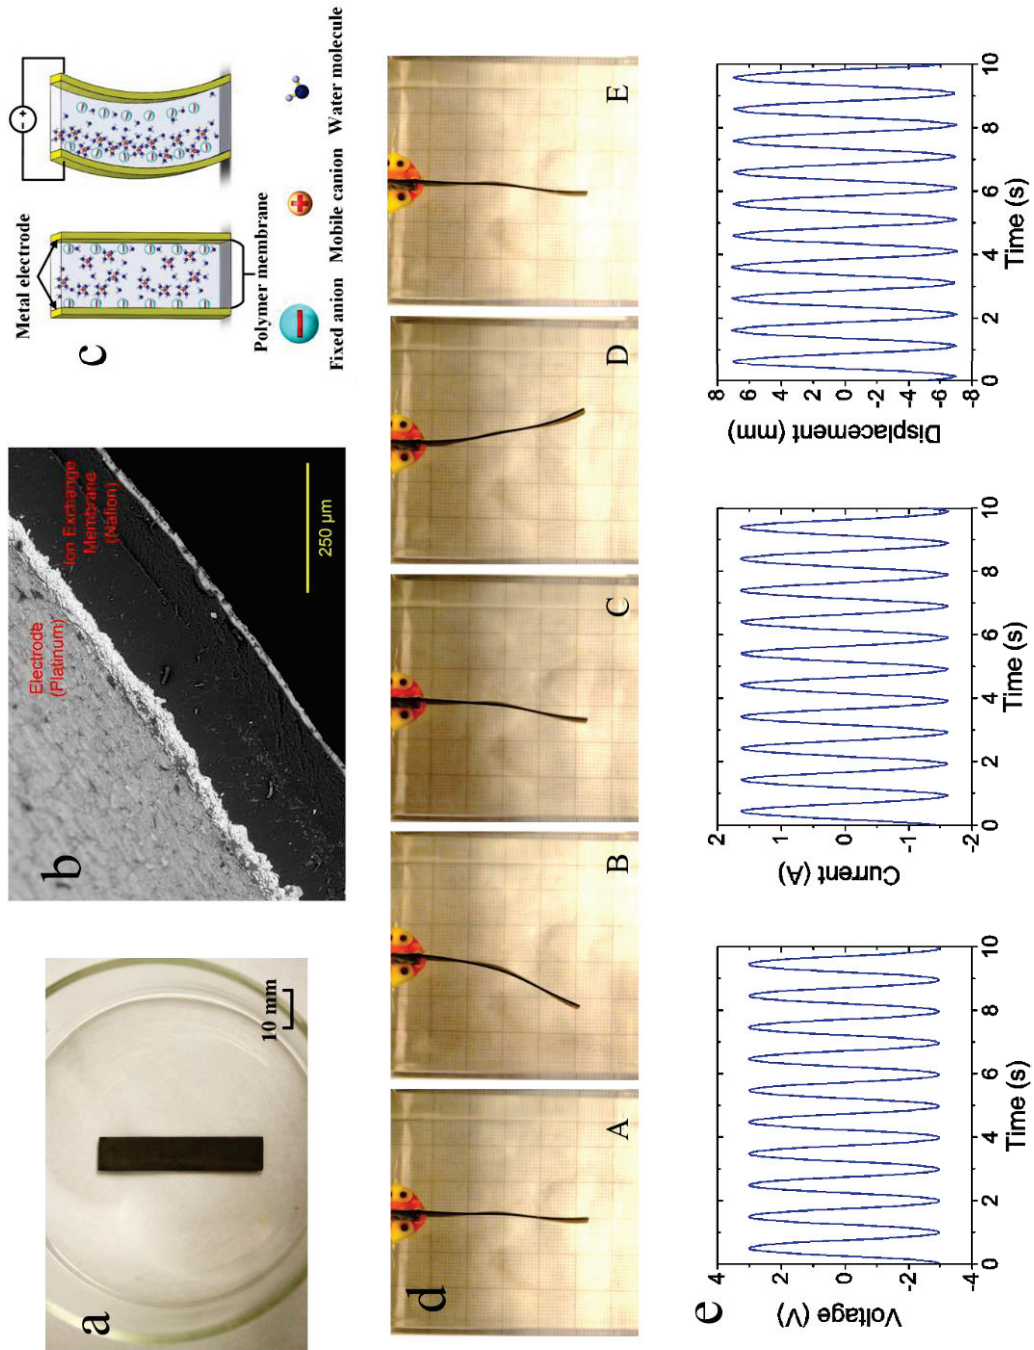 a
10 mm
b
Electrode
(Platinum)
Ion Exchange
Membrane
(Nafion)
250 μm
c
Metal electrode
- +
Polymer membrane
Fixed anion Mobile canion Water molecule
d
A
B
C
D
E
e
Voltage (V)
4
2
0
-2
-4
0 2 4 6 8 10
Time (s)
Current (A)
2
1
0
-1
-2
0 2 4 6 8 10
Time (s)
Displacement (mm)
8
6
4
2
0
-2
-4
-6
-8
0 2 4 6 8 10
Time (s)